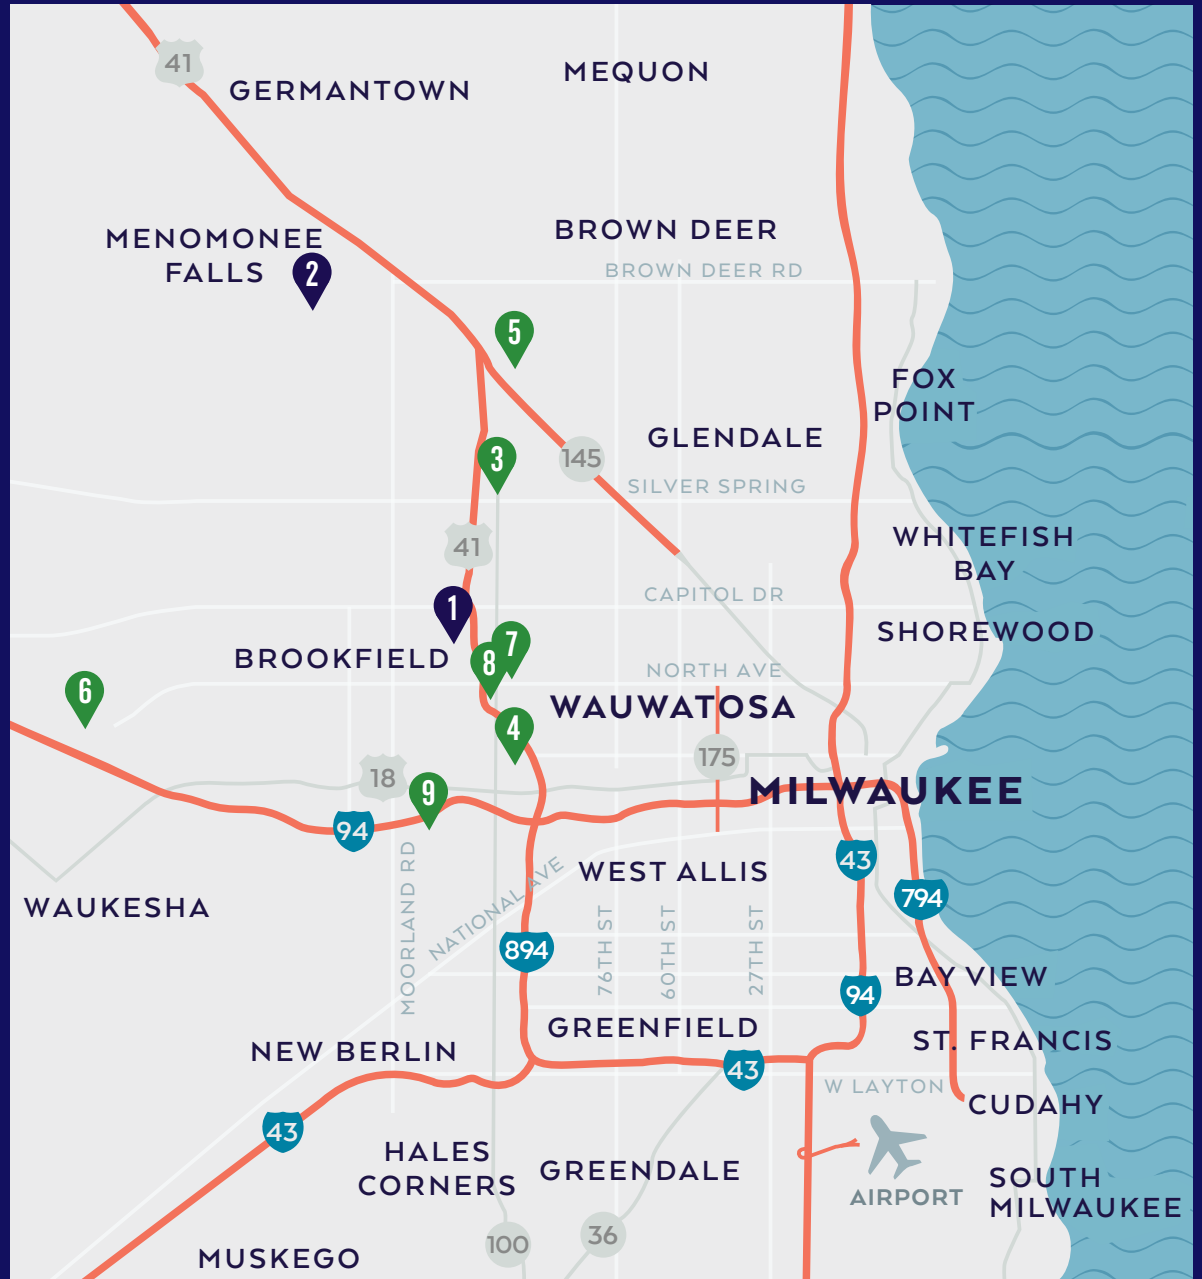 41
GERMANTOWN
MEQUON
MENOMONEE
FALLS
2
BROWN DEER
BROWN DEER RD
5
FOX
POINT
GLENDALE
3
145
SILVER SPRING
41
WHITEFISH
BAY
CAPITOL DR
1
SHOREWOOD
BROOKFIELD
7
8
NORTH AVE
6
WAUWATOSA
4
175
18
9
MILWAUKEE
94
43
WEST ALLIS
794
WAUKESHA
MOORLAND RD
NATIONAL AVE
894
76TH ST
60TH ST
27TH ST
BAY VIEW
94
GREENFIELD
ST. FRANCIS
NEW BERLIN
43
W LAYTON
CUDAHY
43
HALES
CORNERS
GREENDALE
AIRPORT
SOUTH
MILWAUKEE
100
36
MUSKEGO